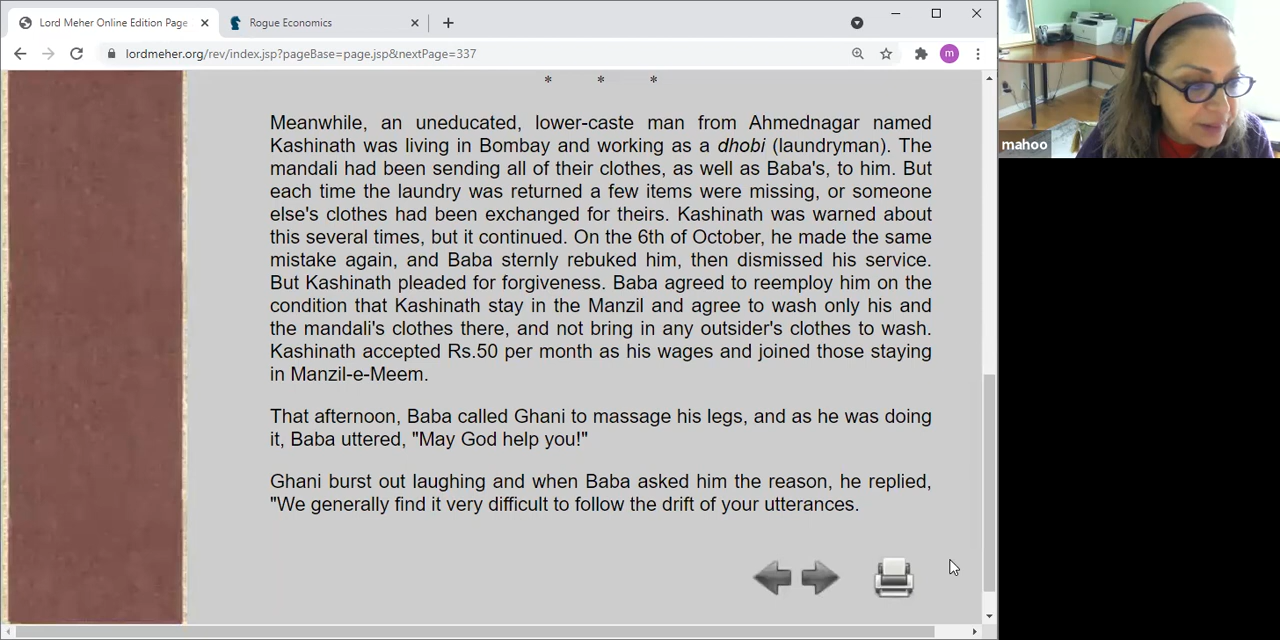 Lord Meher Online Edition Page
Rogue Economics
lordmeher.org/rev/index.jsp?pageBase=page.jsp&nextPage=337
m
* * *
Meanwhile, an uneducated, lower-caste man from Ahmednagar named
Kashinath was living in Bombay and working as a dhobi (laundryman). The
mandali had been sending all of their clothes, as well as Baba's, to him. But
each time the laundry was returned a few items were missing, or someone
else's clothes had been exchanged for theirs. Kashinath was warned about
this several times, but it continued. On the 6th of October, he made the same
mistake again, and Baba sternly rebuked him, then dismissed his service.
But Kashinath pleaded for forgiveness. Baba agreed to reemploy him on the
condition that Kashinath stay in the Manzil and agree to wash only his and
the mandali's clothes there, and not bring in any outsider's clothes to wash.
Kashinath accepted Rs.50 per month as his wages and joined those staying
in Manzil-e-Meem.
That afternoon, Baba called Ghani to massage his legs, and as he was doing
it, Baba uttered, "May God help you!"
Ghani burst out laughing and when Baba asked him the reason, he replied,
"We generally find it very difficult to follow the drift of your utterances.
mahoo